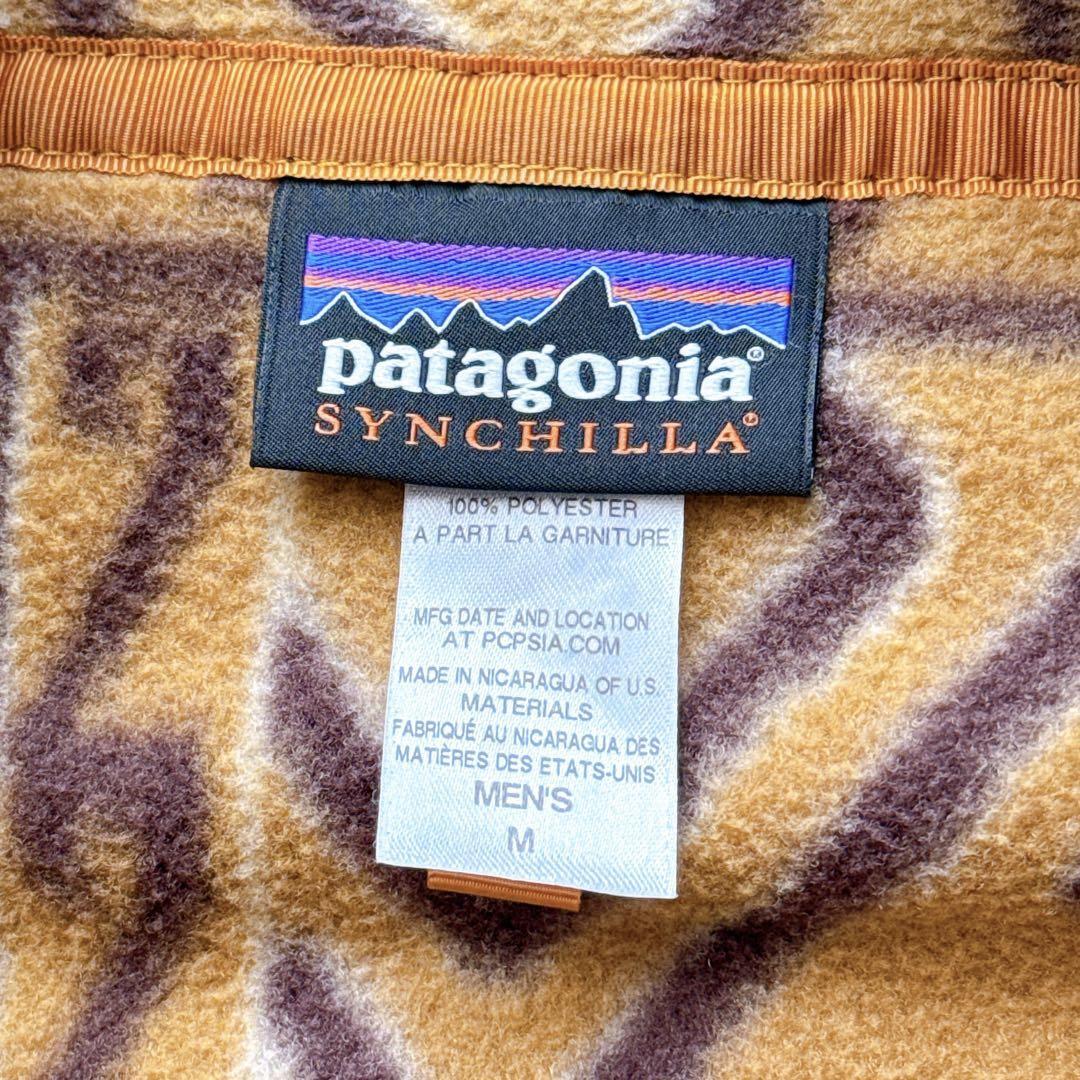 patagonia®
SYNCHILLA®
100% POLYESTER
A PART LA GARNITURE
MFG DATE AND LOCATION
AT PCPSIA.COM
MADE IN NICARAGUA OF U.S.
MATERIALS
FABRIQUÉ AU NICARAGUA DES
MATIÈRES DES ETATS-UNIS
MEN'S
M